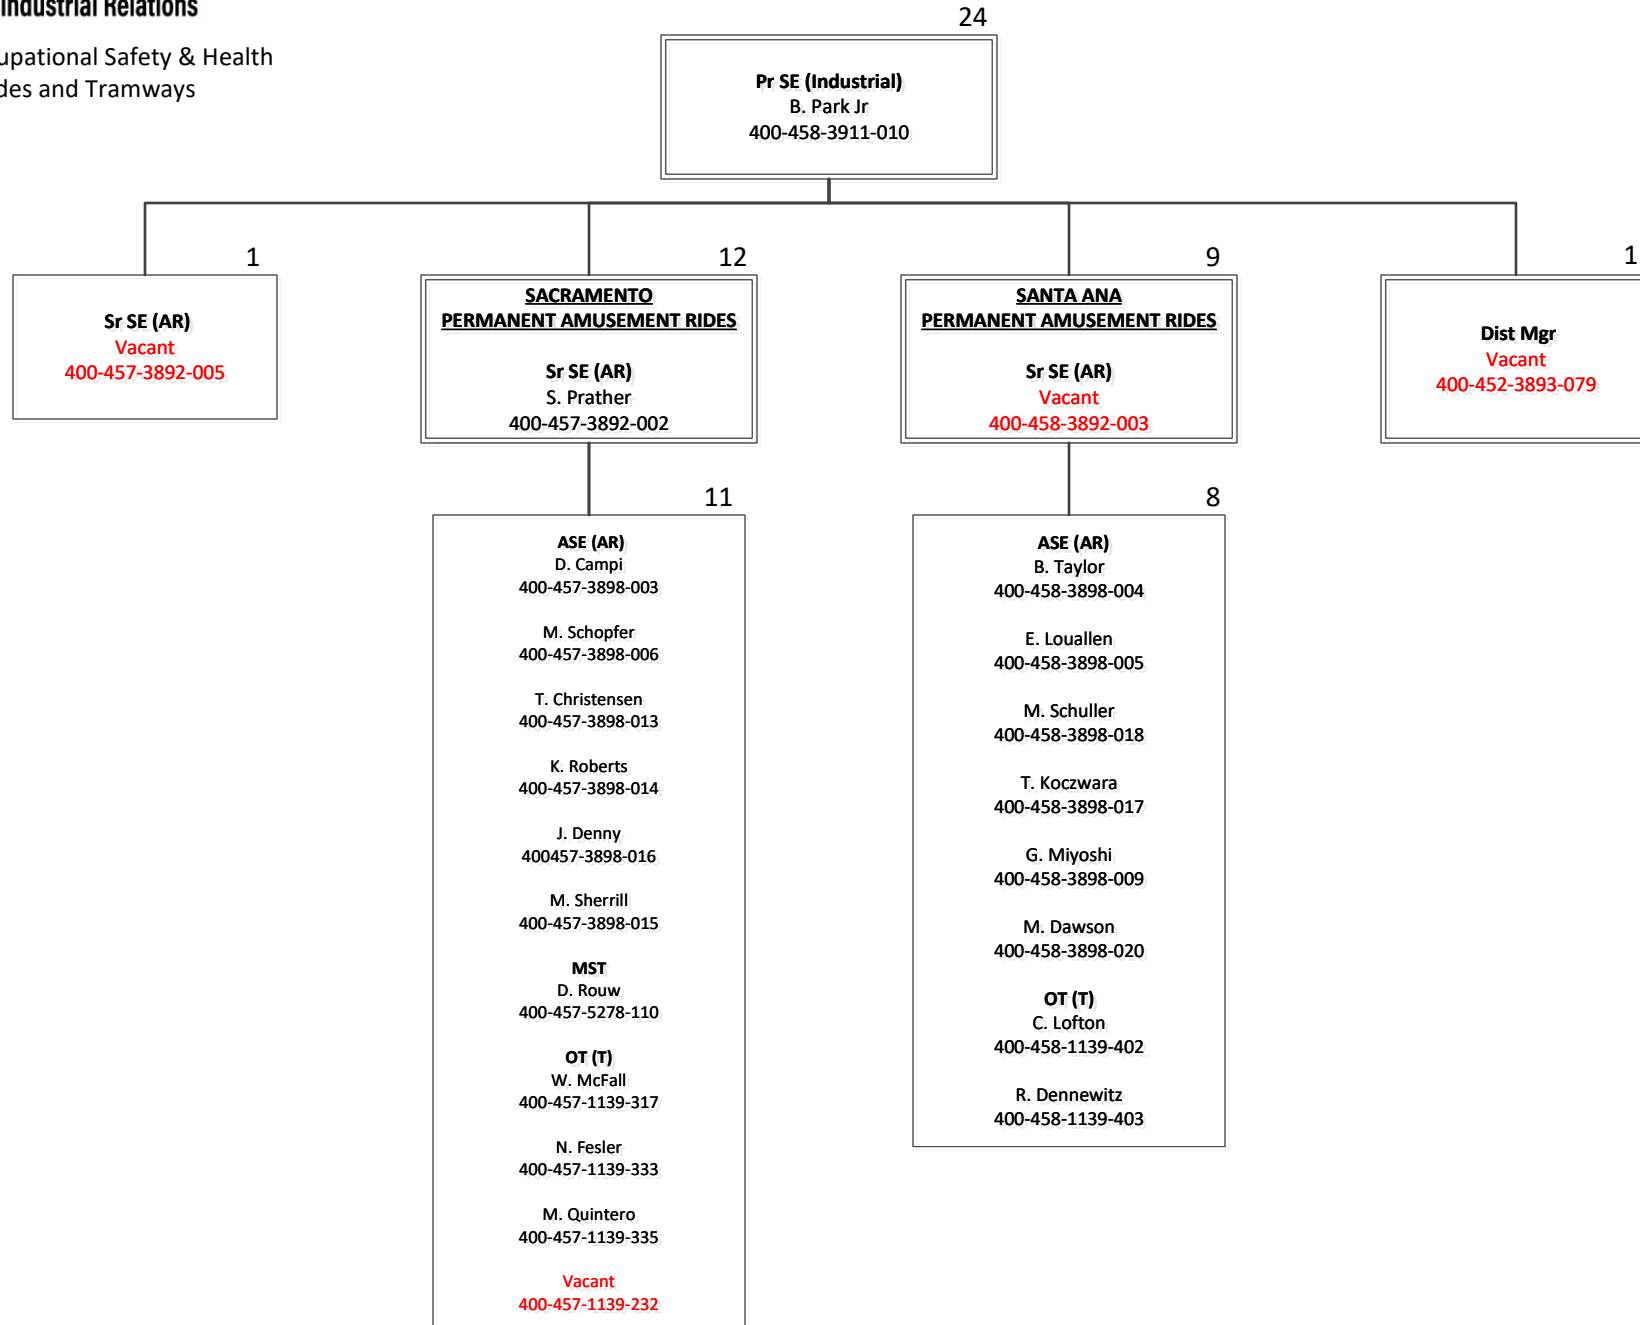 Industrial Relations
upational Safety & Health
des and Tramways
24
Pr SE (Industrial)
B. Park Jr
400-458-3911-010
1
Sr SE (AR)
Vacant
400-457-3892-005
12
SACRAMENTO
PERMANENT AMUSEMENT RIDES
Sr SE (AR)
S. Prather
400-457-3892-002
9
SANTA ANA
PERMANENT AMUSEMENT RIDES
Sr SE (AR)
Vacant
400-458-3892-003
1
Dist Mgr
Vacant
400-452-3893-079
11
ASE (AR)
D. Campi
400-457-3898-003
M. Schopfer
400-457-3898-006
T. Christensen
400-457-3898-013
K. Roberts
400-457-3898-014
J. Denny
400457-3898-016
M. Sherrill
400-457-3898-015
MST
D. Rouw
400-457-5278-110
OT (T)
W. McFall
400-457-1139-317
N. Fesler
400-457-1139-333
M. Quintero
400-457-1139-335
Vacant
400-457-1139-232
8
ASE (AR)
B. Taylor
400-458-3898-004
E. Louallen
400-458-3898-005
M. Schuller
400-458-3898-018
T. Koczwara
400-458-3898-017
G. Miyoshi
400-458-3898-009
M. Dawson
400-458-3898-020
OT (T)
C. Lofton
400-458-1139-402
R. Dennewitz
400-458-1139-403